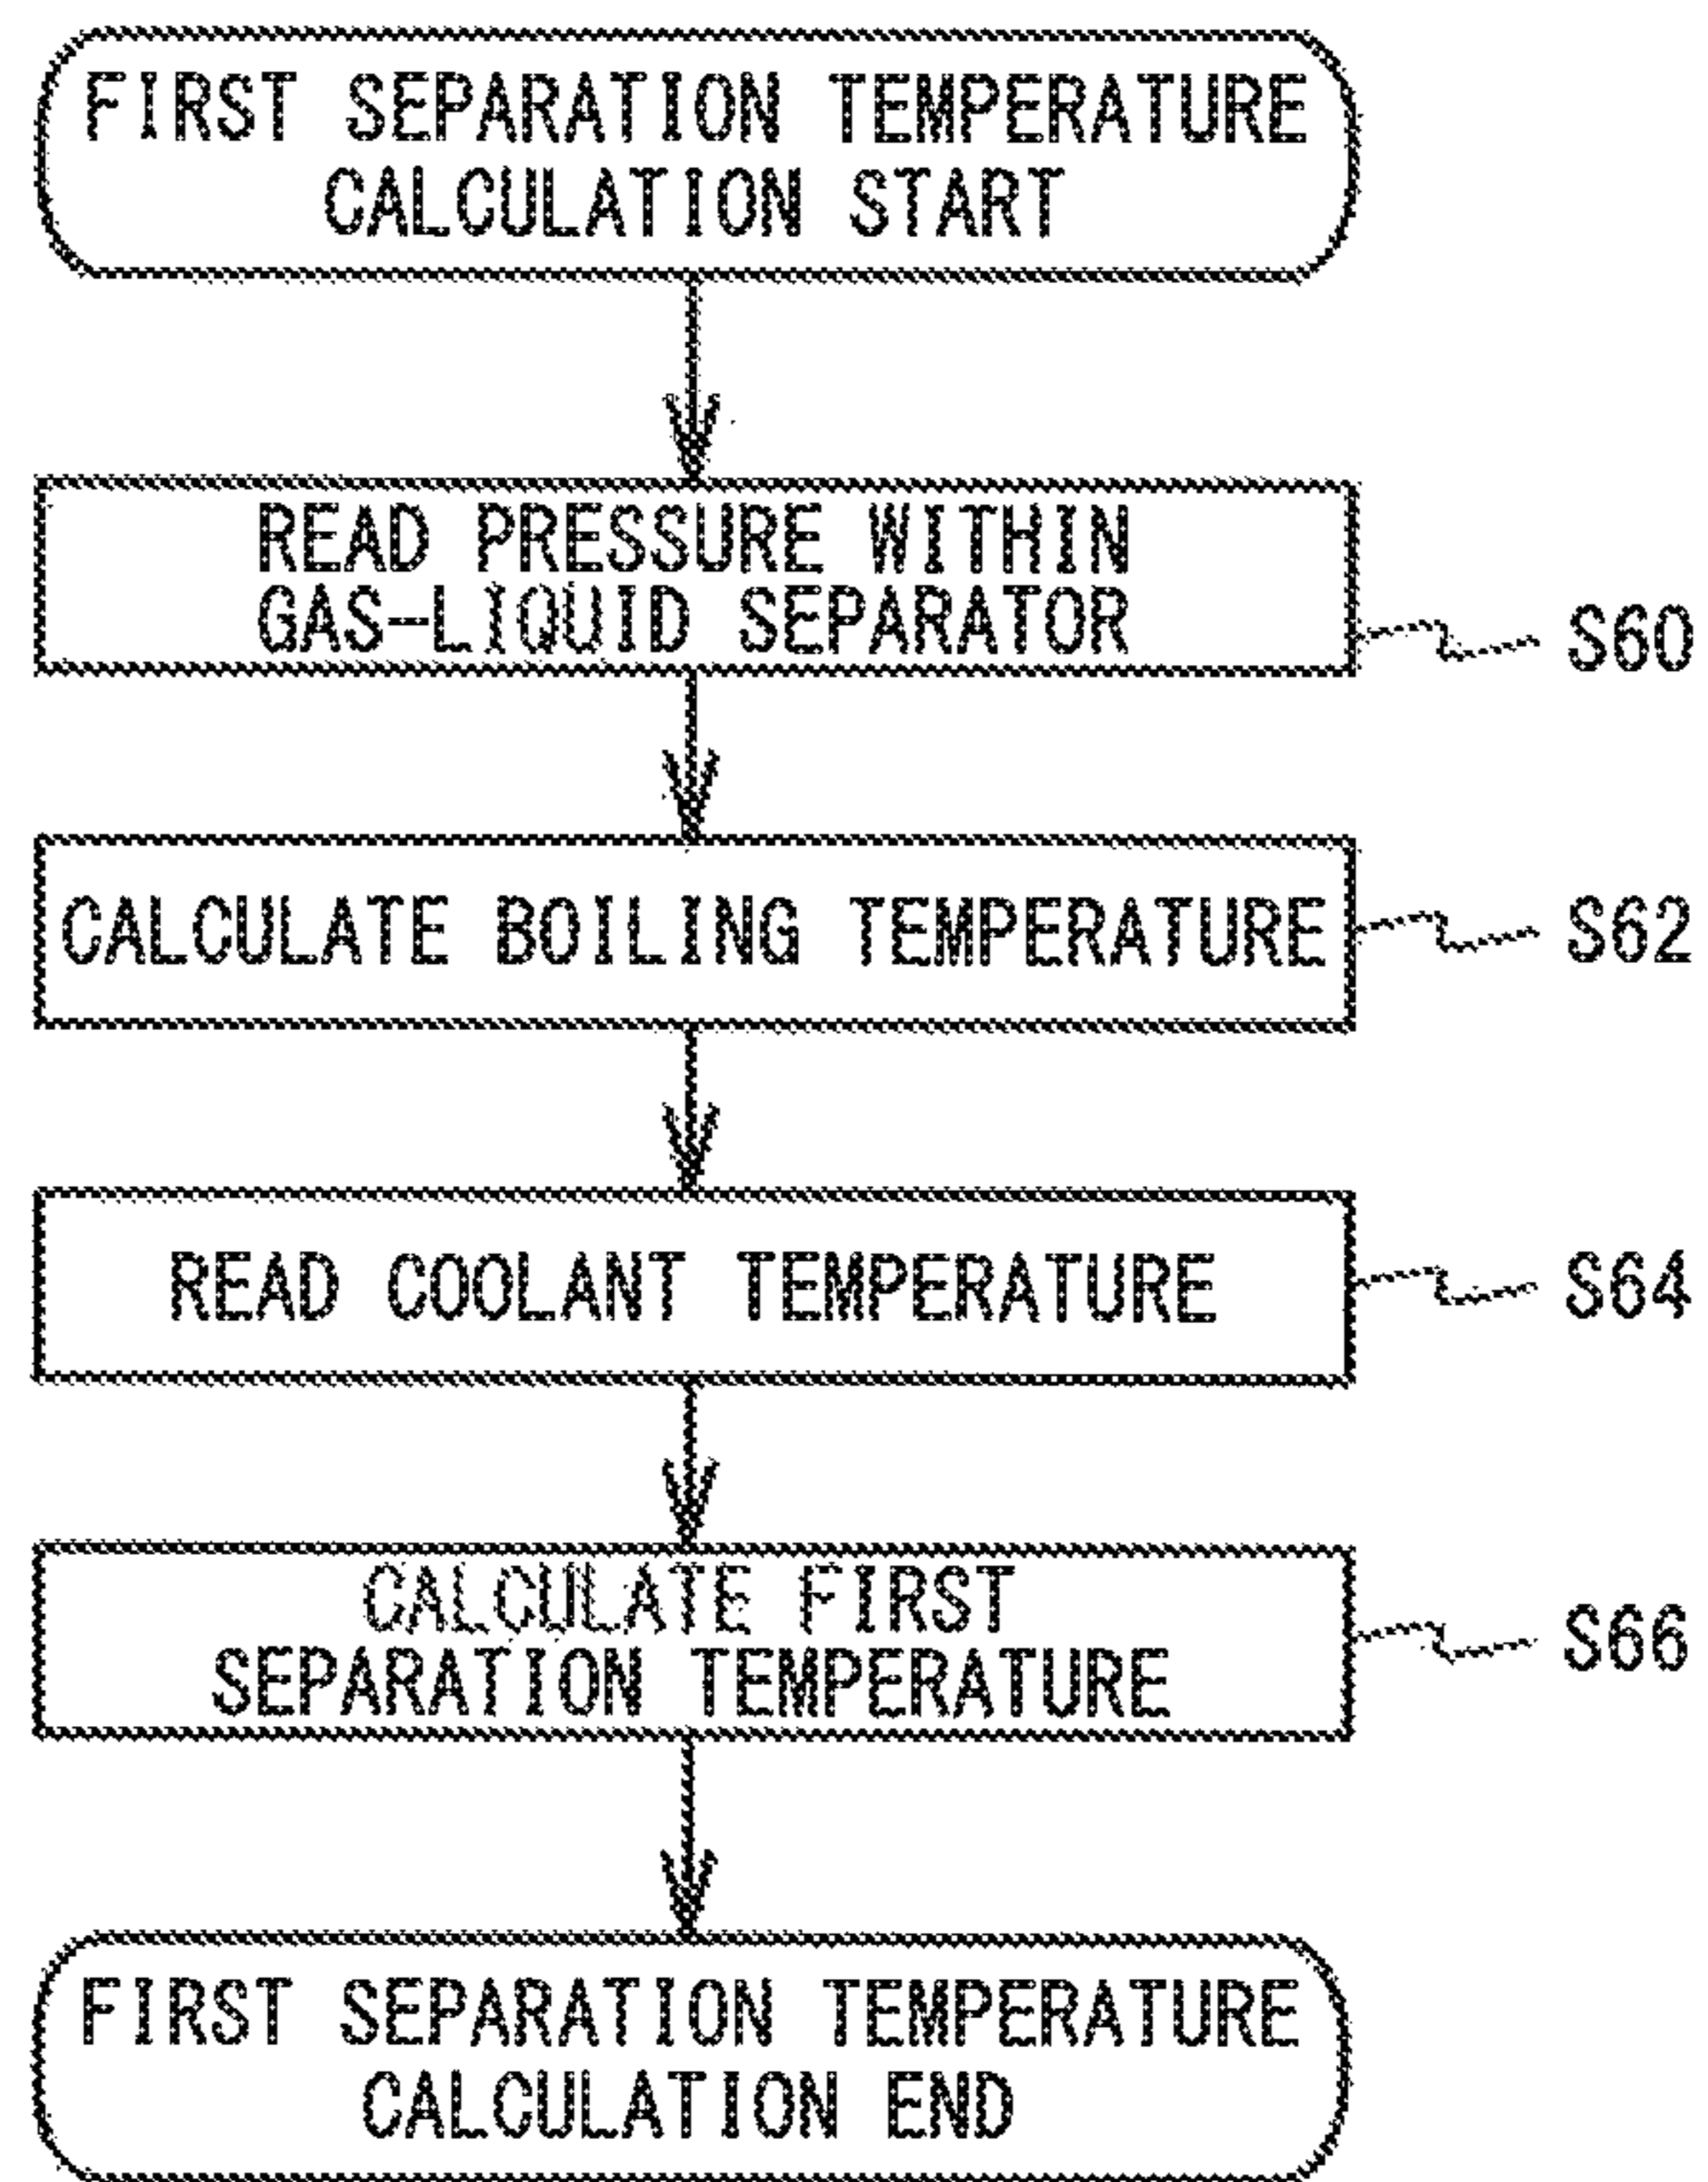 FIRST SEPARATION TEMPERATURE
CALCULATION START
READ PRESSURE WITHIN
GAS-LIQUID SEPARATOR
S60
CALCULATE BOILING TEMPERATURE
S62
READ COOLANT TEMPERATURE
S64
CALCULATE FIRST
SEPARATION TEMPERATURE
S66
FIRST SEPARATION TEMPERATURE
CALCULATION END